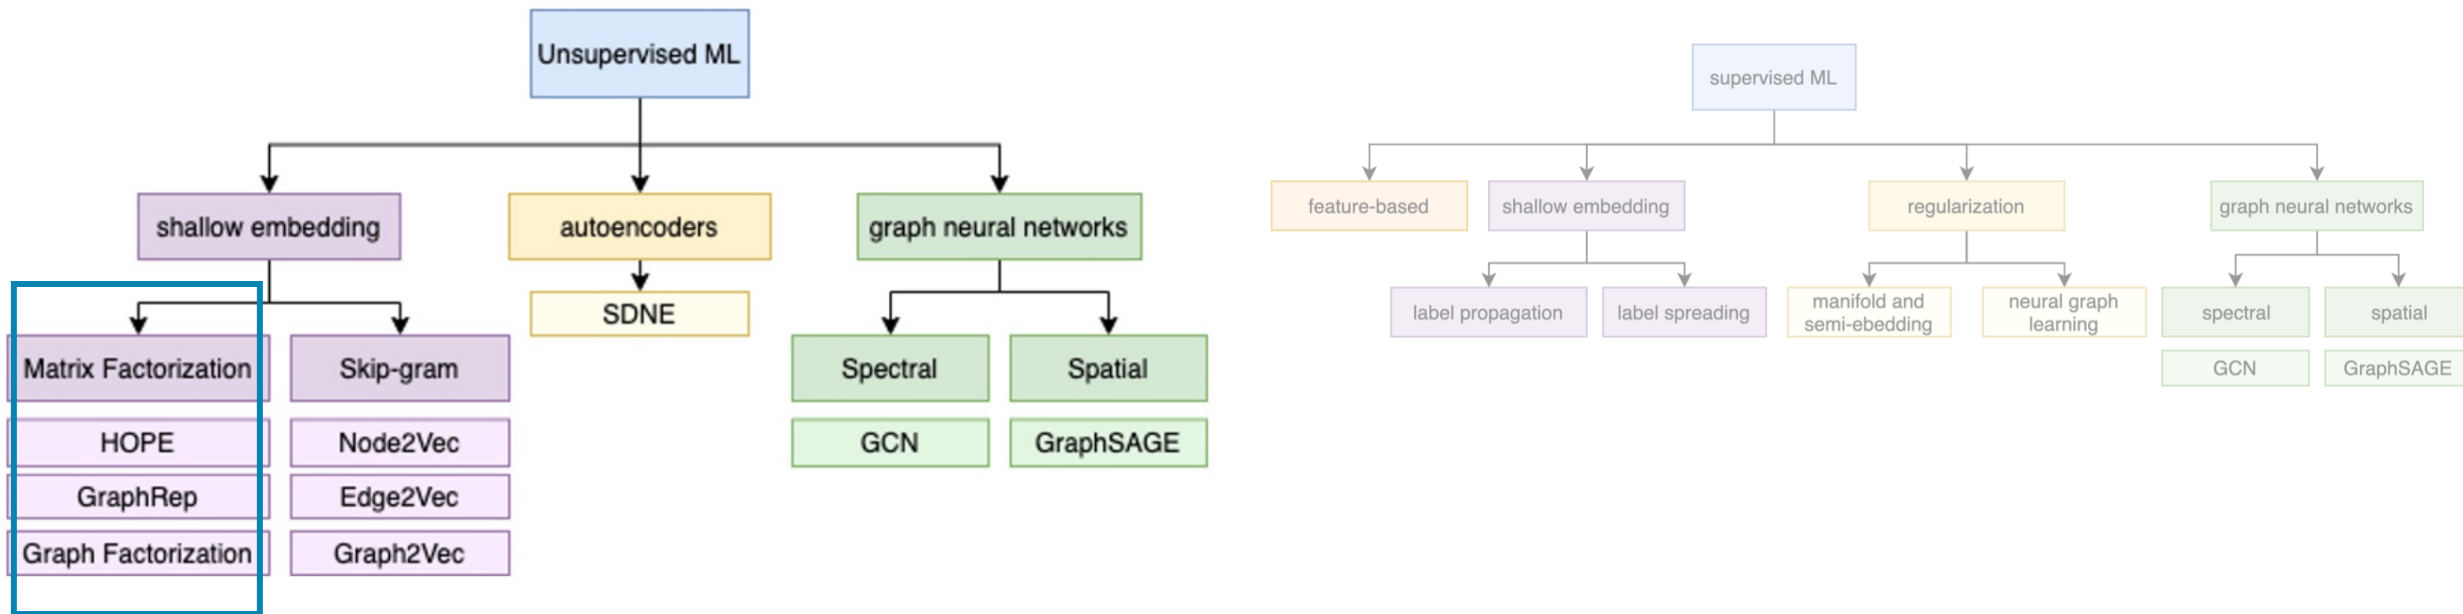 Unsupervised ML
shallow embedding
autoencoders
graph neural networks
SDNE
Matrix Factorization
Skip-gram
Spectral
Spatial
HOPE
Node2Vec
GCN
GraphSAGE
GraphRep
Edge2Vec
Graph Factorization
Graph2Vec
supervised ML
feature-based
shallow embedding
regularization
graph neural networks
label propagation
label spreading
manifold and
semi-ebedding
neural graph
learning
spectral
spatial
GCN
GraphSAGE